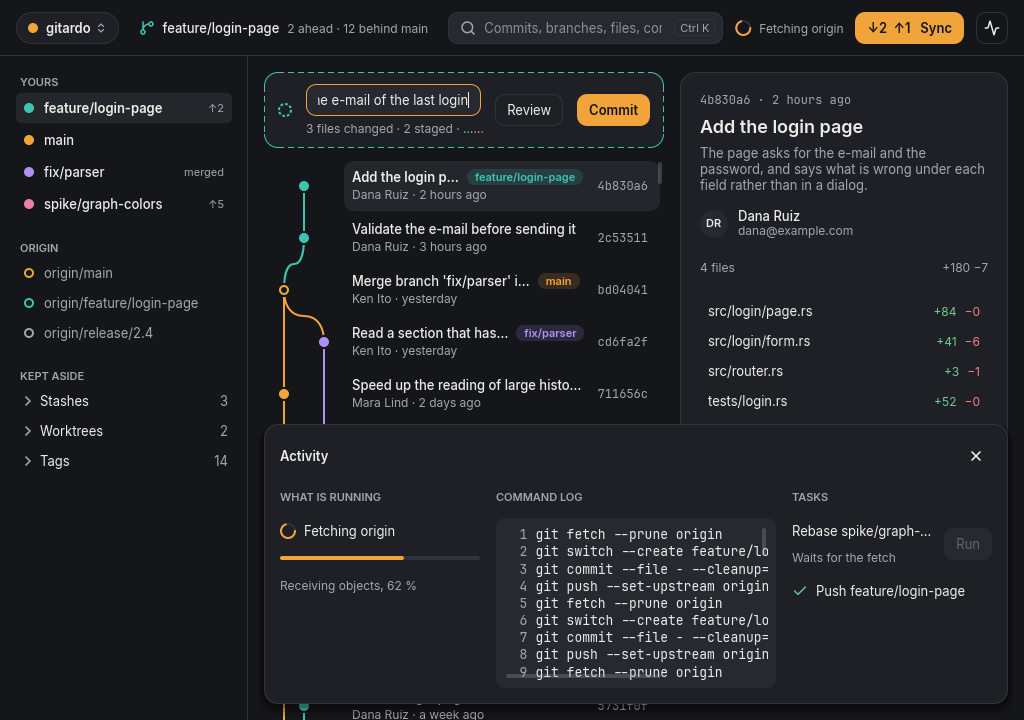 gitardo
feature/login-page
2 ahead · 12 behind main
Commits, branches, files, cor
Ctrl K
Fetching origin
↓2 ↑1 Sync
YOURS
feature/login-page
↑2
main
fix/parser
merged
spike/graph-colors
↑5
ORIGIN
origin/main
origin/feature/login-page
origin/release/2.4
KEPT ASIDE
Stashes
3
Worktrees
2
Tags
14
e e-mail of the last login
3 files changed · 2 staged · ......
Review
Commit
Add the login p...
feature/login-page
Dana Ruiz · 2 hours ago
4b830a6
Validate the e-mail before sending it
Dana Ruiz · 3 hours ago
2c53511
Merge branch 'fix/parser' i...
main
Ken Ito · yesterday
bd04041
Read a section that has...
fix/parser
Ken Ito · yesterday
cd6fa2f
Speed up the reading of large histo...
Mara Lind · 2 days ago
711656c
Dana Ruiz · a week ago
4b830a6 · 2 hours ago
Add the login page
The page asks for the e-mail and the
password, and says what is wrong under each
field rather than in a dialog.
DR
Dana Ruiz
dana@example.com
4 files
+180 −7
src/login/page.rs
+84 −0
src/login/form.rs
+41 −6
src/router.rs
+3 −1
tests/login.rs
+52 −0
Activity
WHAT IS RUNNING
Fetching origin
Receiving objects, 62 %
COMMAND LOG
1 git fetch --prune origin
2 git switch --create feature/lo
3 git commit --file - --cleanup=
4 git push --set-upstream origin
5 git fetch --prune origin
6 git switch --create feature/lo
7 git commit --file - --cleanup=
8 git push --set-upstream origin
9 git fetch --prune origin
TASKS
Rebase spike/graph-...
Waits for the fetch
Run
Push feature/login-page